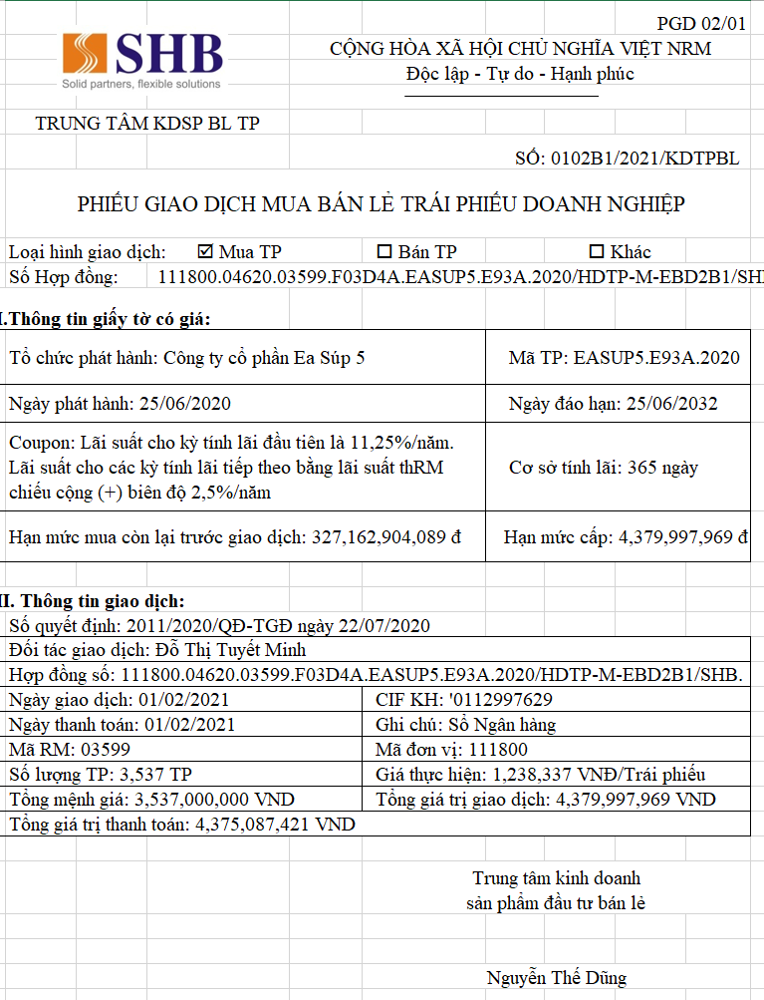 PGD 02/01
SHB
Solid partners, flexible solutions
CỘNG HÒA XÃ HỘI CHỦ NGHĨA VIỆT NRM
Độc lập - Tự do - Hạnh phúc
TRUNG TÂM KDSP BL TP
SỐ: 0102B1/2021/KDTPBL
PHIẾU GIAO DỊCH MUA BÁN LẺ TRÁI PHIẾU DOANH NGHIỆP
Loại hình giao dịch: ☑ Mua TP ☐ Bán TP ☐ Khác
Số Hợp đồng: 111800.04620.03599.F03D4A.EASUP5.E93A.2020/HDTP-M-EBD2B1/SHB
I.Thông tin giấy tờ có giá:
Tổ chức phát hành: Công ty cổ phần Ea Súp 5 Mã TP: EASUP5.E93A.2020
Ngày phát hành: 25/06/2020 Ngày đáo hạn: 25/06/2032
Coupon: Lãi suất cho kỳ tính lãi đầu tiên là 11,25%/năm.
Lãi suất cho các kỳ tính lãi tiếp theo bằng lãi suất thRM Cơ sở tính lãi: 365 ngày
chiếu cộng (+) biên độ 2,5%/năm
Hạn mức mua còn lại trước giao dịch: 327,162,904,089 đ Hạn mức cấp: 4,379,997,969 đ
II. Thông tin giao dịch:
Số quyết định: 2011/2020/QĐ-TGĐ ngày 22/07/2020
Đối tác giao dịch: Đỗ Thị Tuyết Minh
Hợp đồng số: 111800.04620.03599.F03D4A.EASUP5.E93A.2020/HDTP-M-EBD2B1/SHB.
Ngày giao dịch: 01/02/2021 CIF KH: '0112997629
Ngày thanh toán: 01/02/2021 Ghi chú: Sổ Ngân hàng
Mã RM: 03599 Mã đơn vị: 111800
Số lượng TP: 3,537 TP Giá thực hiện: 1,238,337 VNĐ/Trái phiếu
Tổng mệnh giá: 3,537,000,000 VND Tổng giá trị giao dịch: 4,379,997,969 VND
Tổng giá trị thanh toán: 4,375,087,421 VND
Trung tâm kinh doanh
sản phẩm đầu tư bán lẻ
Nguyễn Thế Dũng